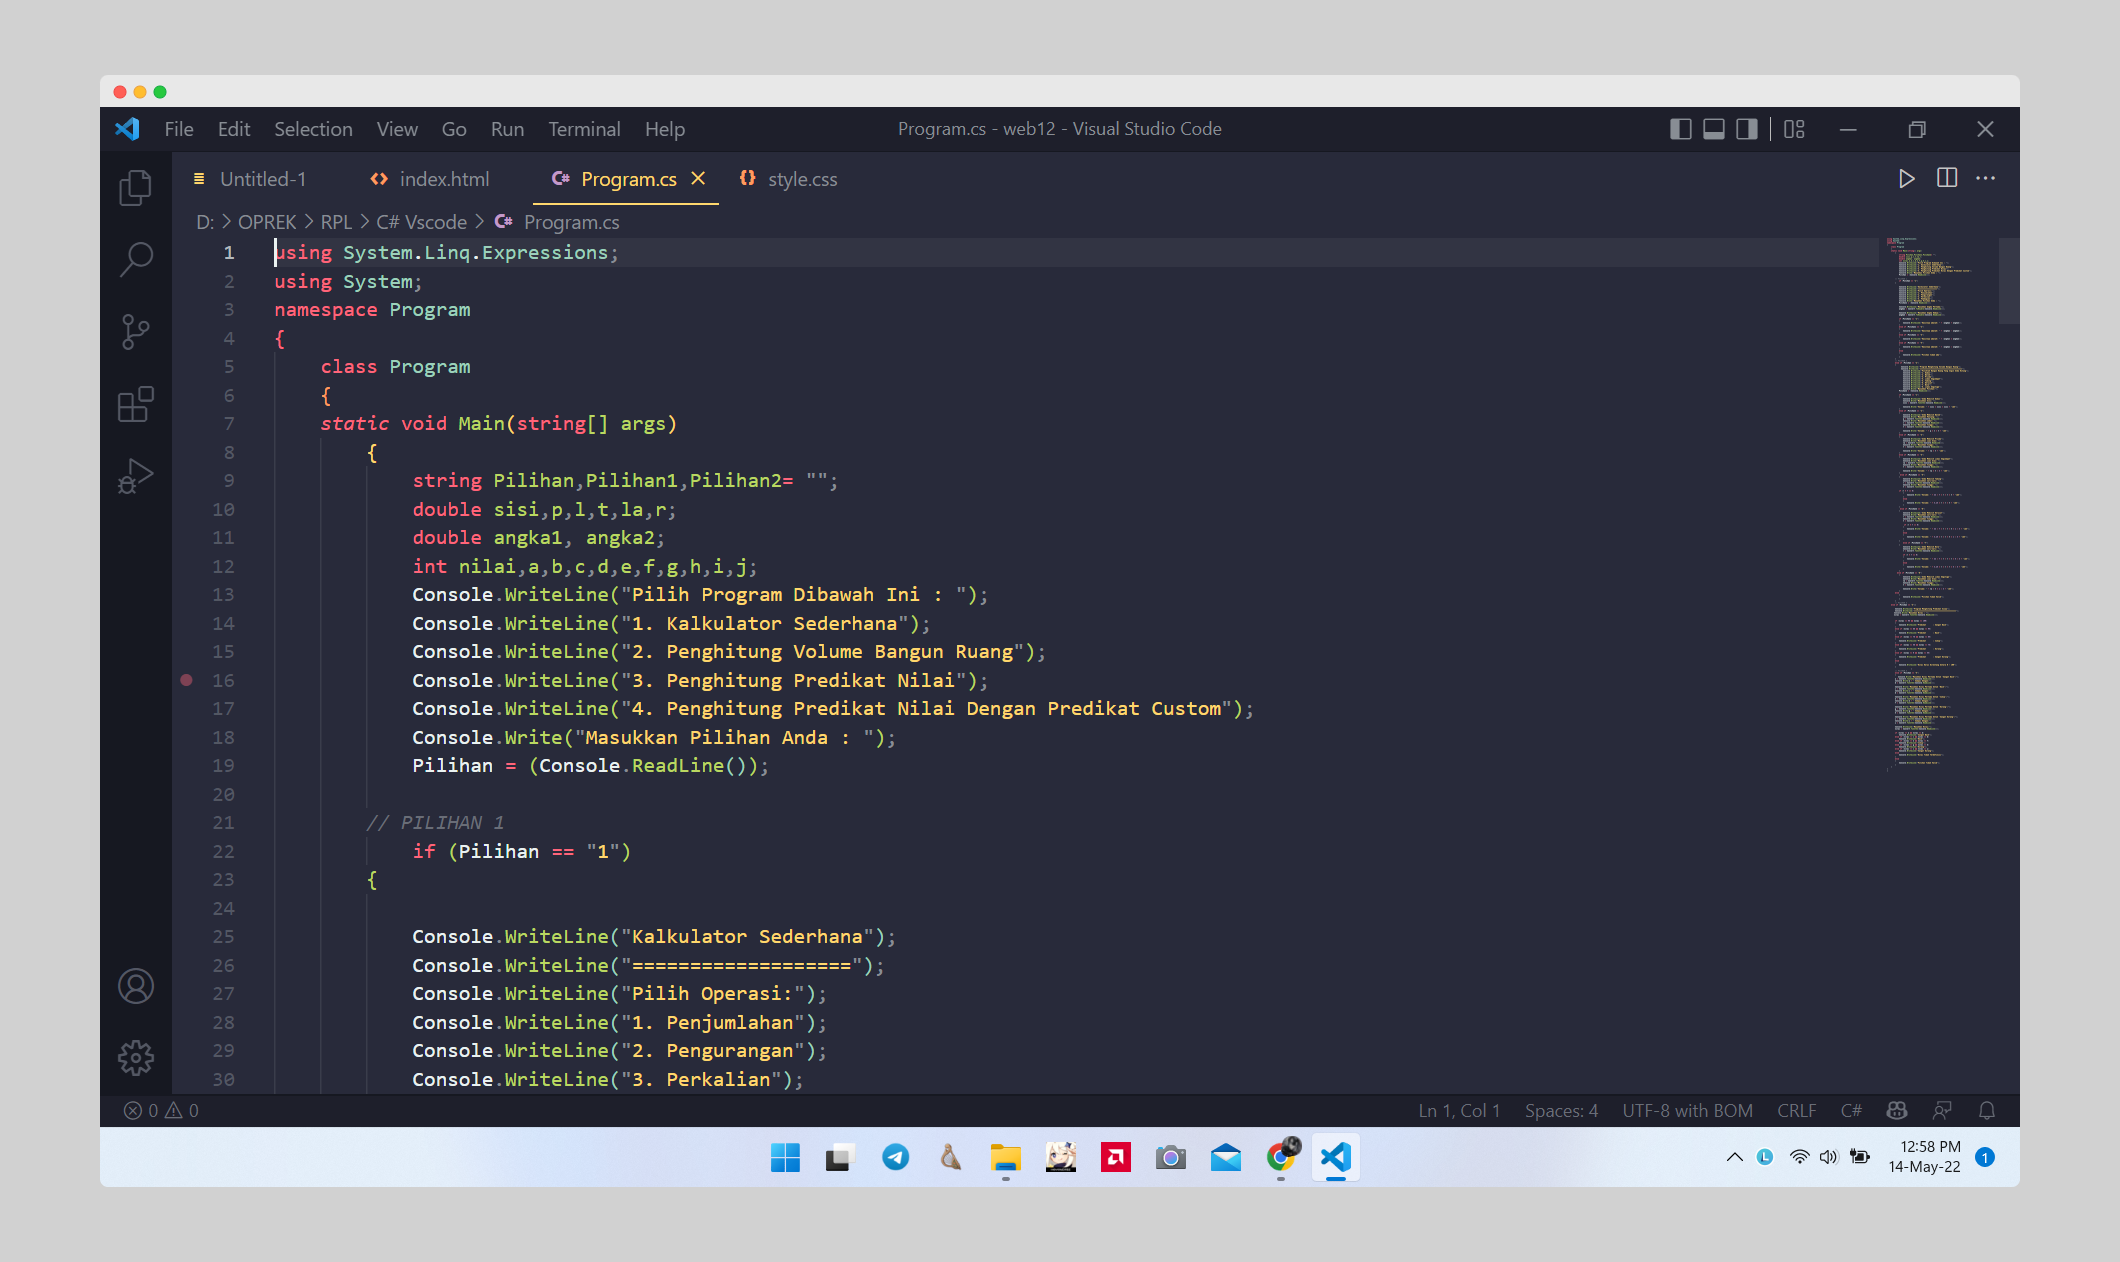 File Edit Selection View Go Run Terminal Help Program.cs - web12 - Visual Studio Code
Untitled-1 index.html C# Program.cs style.css
D: > OPREK > RPL > C# Vscode > C# Program.cs
1 using System.Linq.Expressions;
2 using System;
3 namespace Program
4 {
5 class Program
6 {
7 static void Main(string[] args)
8 {
9 string Pilihan,Pilihan1,Pilihan2= "";
10 double sisi,p,l,t,la,r;
11 double angka1, angka2;
12 int nilai,a,b,c,d,e,f,g,h,i,j;
13 Console.WriteLine("Pilih Program Dibawah Ini : ");
14 Console.WriteLine("1. Kalkulator Sederhana");
15 Console.WriteLine("2. Penghitung Volume Bangun Ruang");
16 Console.WriteLine("3. Penghitung Predikat Nilai");
17 Console.WriteLine("4. Penghitung Predikat Nilai Dengan Predikat Custom");
18 Console.Write("Masukkan Pilihan Anda : ");
19 Pilihan = (Console.ReadLine());
20
21 // PILIHAN 1
22 if (Pilihan == "1")
23 {
24
25 Console.WriteLine("Kalkulator Sederhana");
26 Console.WriteLine("===================");
27 Console.WriteLine("Pilih Operasi:");
28 Console.WriteLine("1. Penjumlahan");
29 Console.WriteLine("2. Pengurangan");
30 Console.WriteLine("3. Perkalian");
0 0 Ln 1, Col 1 Spaces: 4 UTF-8 with BOM CRLF C#
L 12:58 PM
14-May-22 1